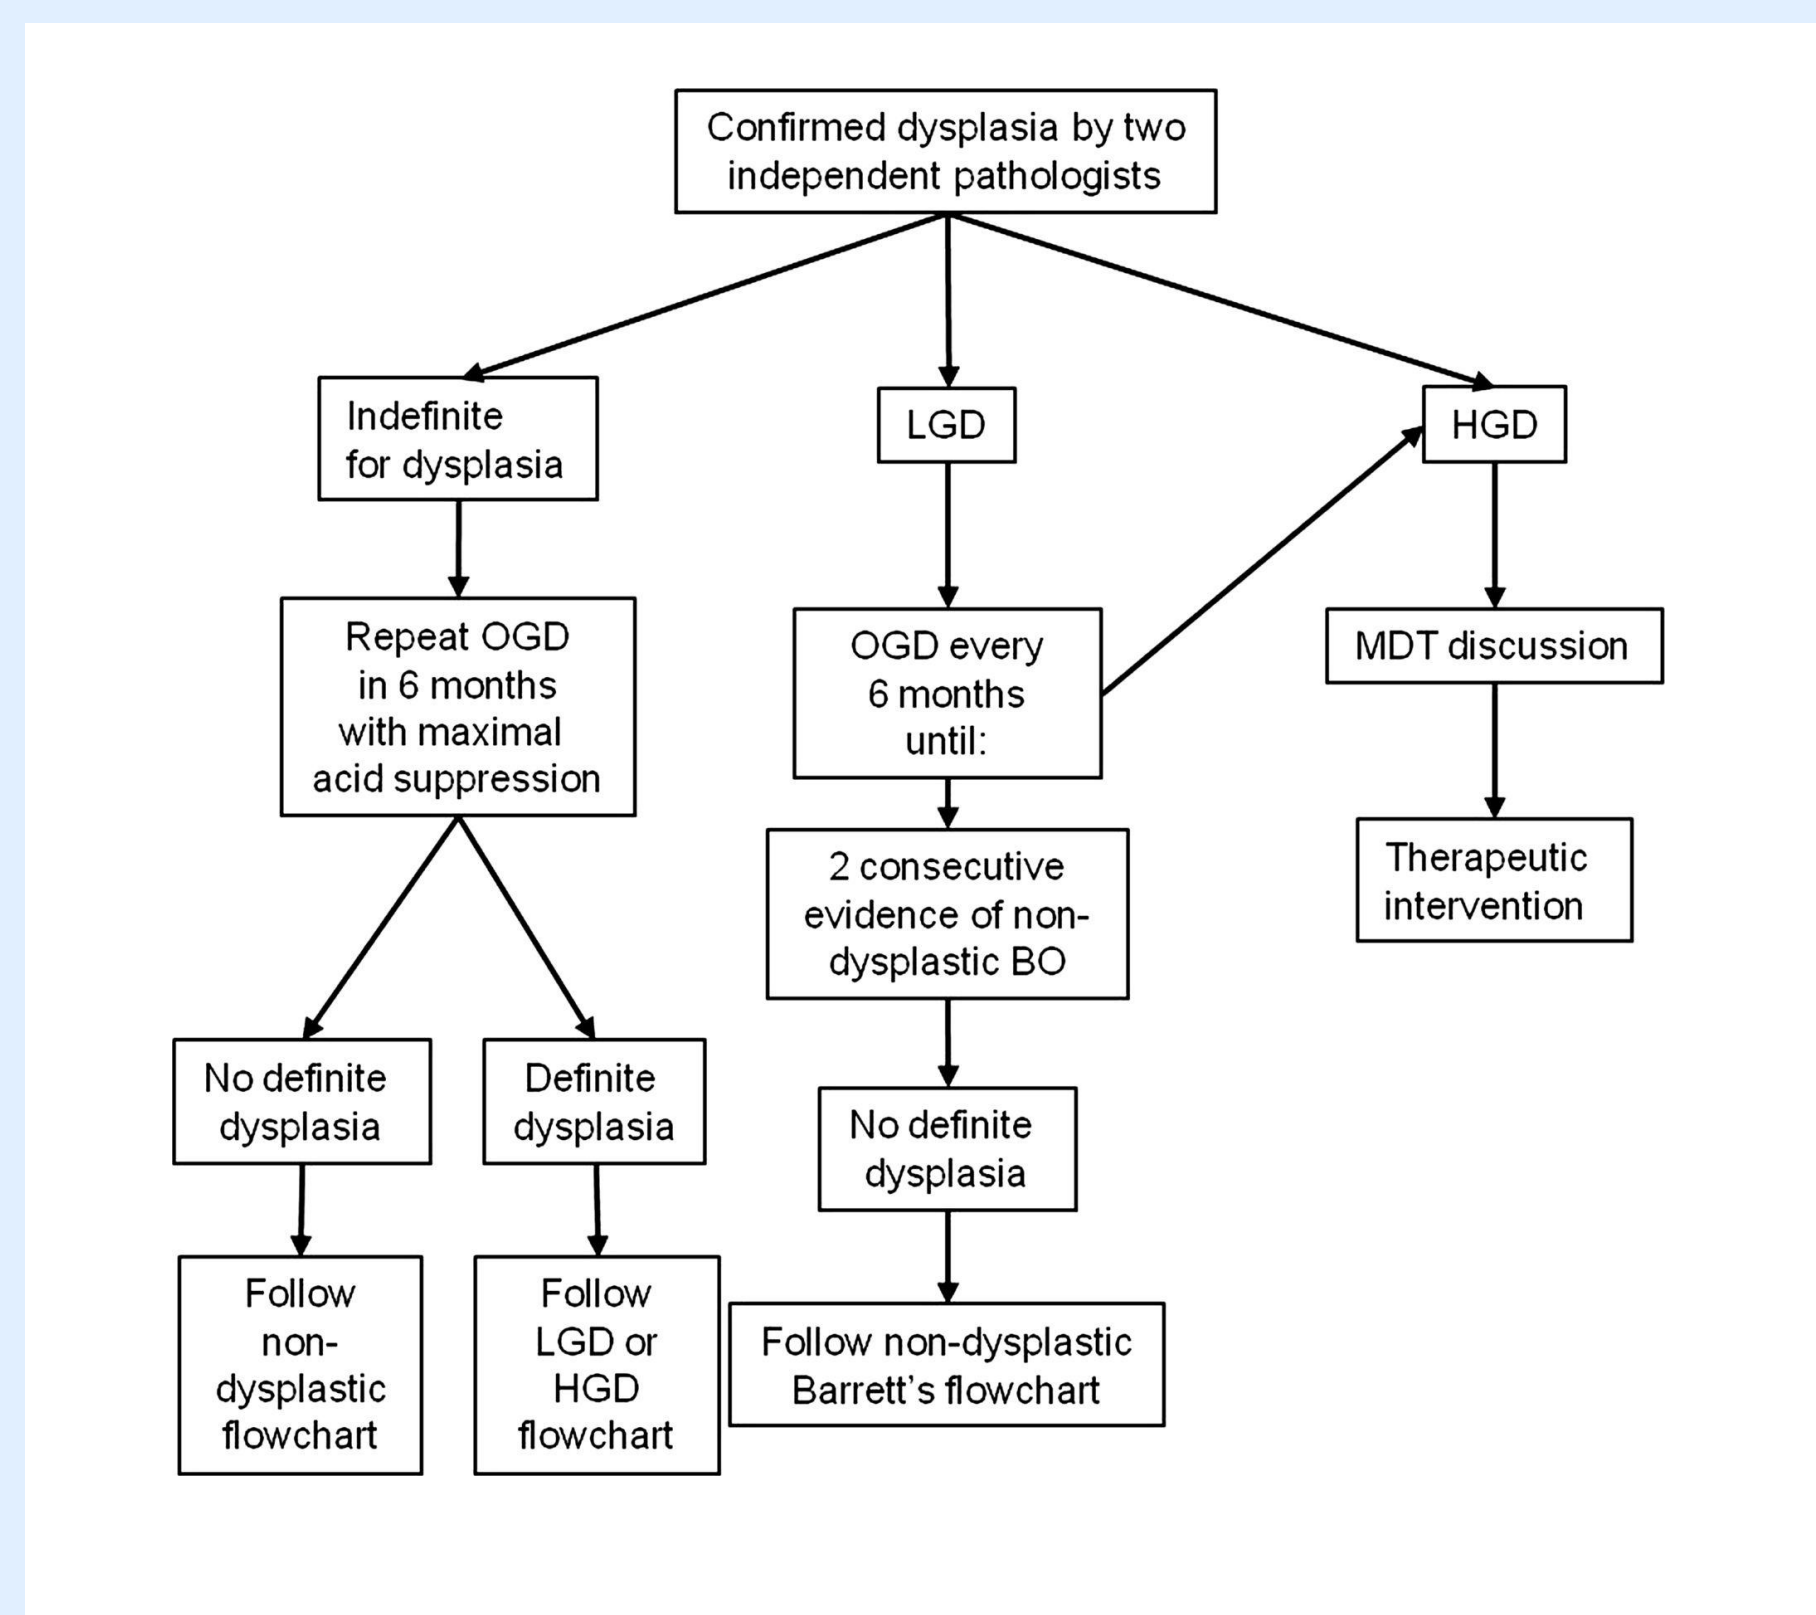 Confirmed dysplasia by two
independent pathologists
Indefinite
for dysplasia
LGD
HGD
Repeat OGD
in 6 months
with maximal
acid suppression
OGD every
6 months
until:
MDT discussion
2 consecutive
evidence of non-
dysplastic BO
Therapeutic
intervention
No definite
dysplasia
Definite
dysplasia
No definite
dysplasia
Follow
non-
dysplastic
flowchart
Follow
LGD or
HGD
flowchart
Follow non-dysplastic
Barrett’s flowchart